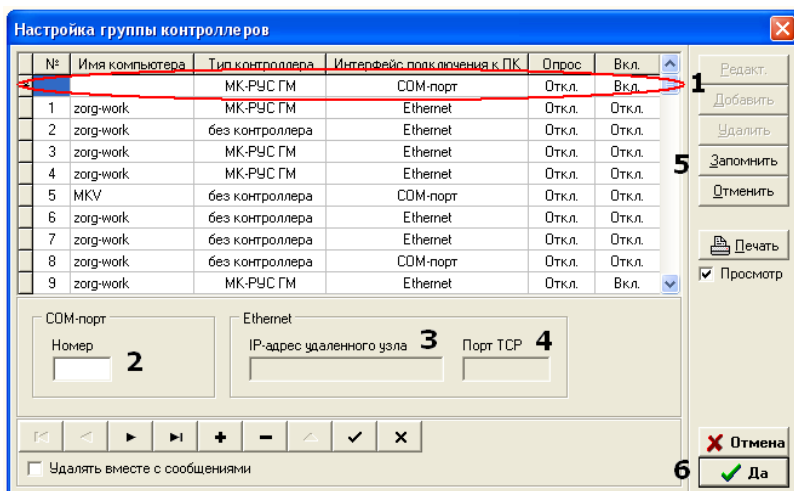 Настройка группы контроллеров
№ Имя компьютера Тип контроллера Интерфейс подключения к ПК Опрос Вкл.
МК-РУС ГМ COM-порт Откл. Вкл. 1
1 zorg-work МК-РУС ГМ Ethernet Откл. Откл.
2 zorg-work без контроллера Ethernet Откл. Откл.
3 zorg-work МК-РУС ГМ Ethernet Откл. Откл.
4 zorg-work МК-РУС ГМ Ethernet Откл. Откл.
5 MKV без контроллера COM-порт Откл. Откл.
6 zorg-work без контроллера Ethernet Откл. Откл.
7 zorg-work без контроллера Ethernet Откл. Откл.
8 zorg-work без контроллера COM-порт Откл. Откл.
9 zorg-work МК-РУС ГМ Ethernet Откл. Вкл.
Редакт.
Добавить
Удалить
5 Запомнить
Отменить
Печать
Просмотр
COM-порт Ethernet
Номер IP-адрес удаленного узла 3 Порт TCP 4
2
Удалять вместе с сообщениями
Отмена
6 Да